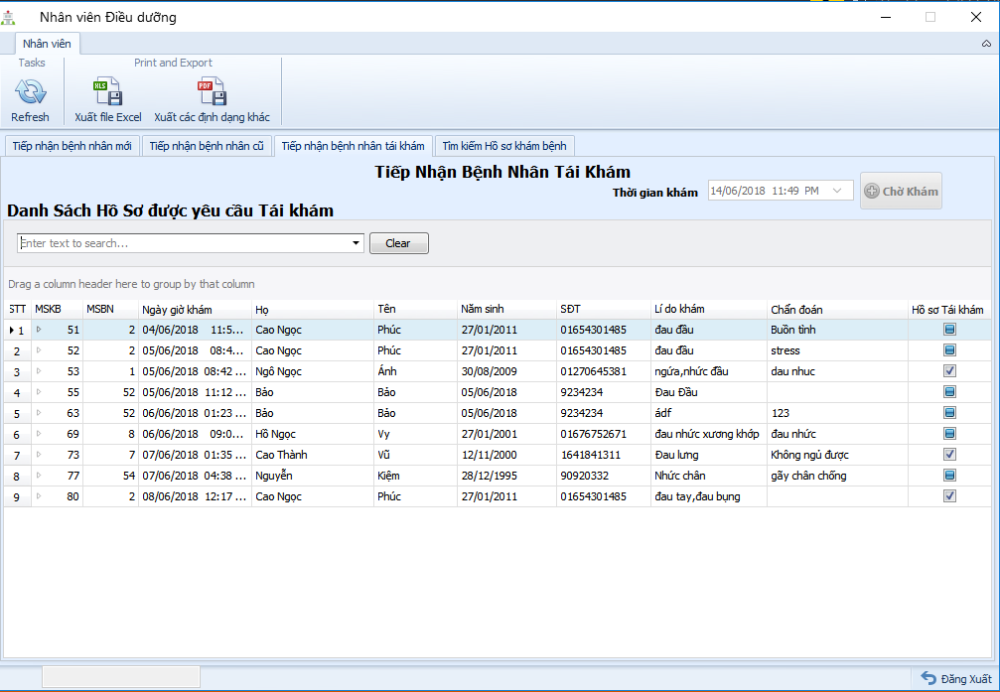 Nhân viên Điều dưỡng
Nhân viên
Tasks
Print and Export
XLS
PDF
Refresh
Xuất file Excel
Xuất các định dạng khác
Tiếp nhận bệnh nhân mới
Tiếp nhận bệnh nhân cũ
Tiếp nhận bệnh nhân tái khám
Tìm kiếm Hồ sơ khám bệnh
Tiếp Nhận Bệnh Nhân Tái Khám
Thời gian khám 14/06/2018 11:49 PM Chờ Khám
Danh Sách Hồ Sơ được yêu cầu Tái khám
Enter text to search... Clear
Drag a column header here to group by that column
STT MSKB MSBN Ngày giờ khám Họ Tên Năm sinh SĐT Lí do khám Chẩn đoán Hồ sơ Tái khám
1 51 2 04/06/2018 11:5... Cao Ngọc Phúc 27/01/2011 01654301485 đau đầu Buồn tình
2 52 2 05/06/2018 08:4... Cao Ngọc Phúc 27/01/2011 01654301485 đau đầu stress
3 53 1 05/06/2018 08:42 ... Ngô Ngọc Ánh 30/08/2009 01270645381 ngứa,nhức đầu dau nhuc
4 55 52 05/06/2018 11:12 ... Bảo Bảo 05/06/2018 9234234 Đau Đầu
5 63 52 06/06/2018 01:23 ... Bảo Bảo 05/06/2018 9234234 ádf 123
6 69 8 06/06/2018 09:0... Hồ Ngọc Vy 27/01/2001 01676752671 đau nhức xương khớp đau nhức
7 73 7 07/06/2018 01:35 ... Cao Thành Vũ 12/11/2000 1641841311 Đau lưng Không ngủ được
8 77 54 07/06/2018 04:38 ... Nguyễn Kiệm 28/12/1995 90920332 Nhức chân gãy chân chống
9 80 2 08/06/2018 12:17 ... Cao Ngọc Phúc 27/01/2011 01654301485 đau tay,đau bụng
Đăng Xuất